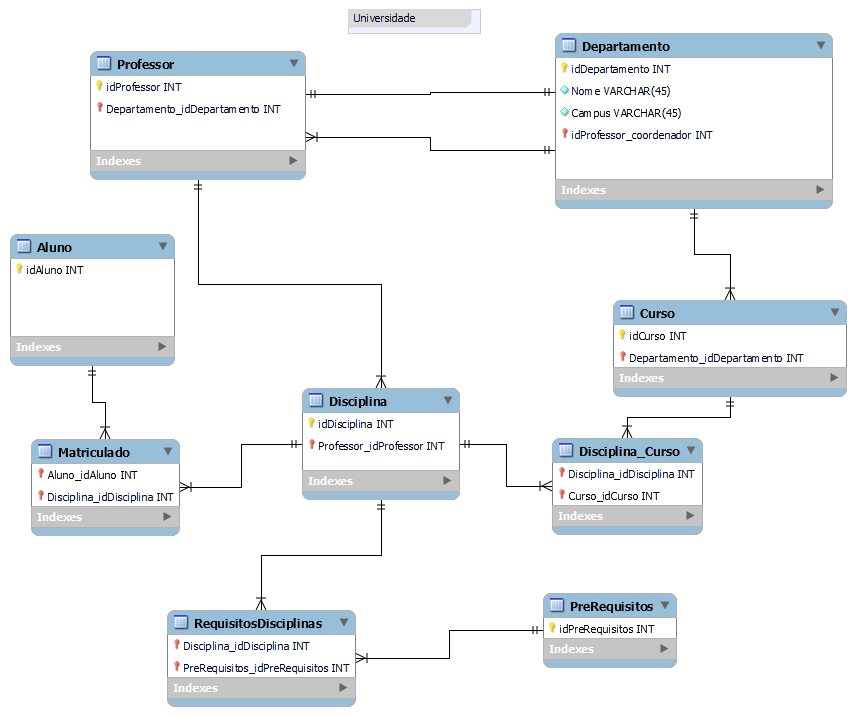 Universidade
Professor
idProfessor INT
Departamento_idDepartamento INT
Indexes
Departamento
idDepartamento INT
Nome VARCHAR(45)
Campus VARCHAR(45)
idProfessor_coordenador INT
Indexes
Aluno
idAluno INT
Indexes
Curso
idCurso INT
Departamento_idDepartamento INT
Indexes
Disciplina
idDisciplina INT
Professor_idProfessor INT
Indexes
Matriculado
Aluno_idAluno INT
Disciplina_idDisciplina INT
Indexes
Disciplina_Curso
Disciplina_idDisciplina INT
Curso_idCurso INT
Indexes
RequisitosDisciplinas
Disciplina_idDisciplina INT
PreRequisitos_idPreRequisitos INT
Indexes
PreRequisitos
idPreRequisitos INT
Indexes